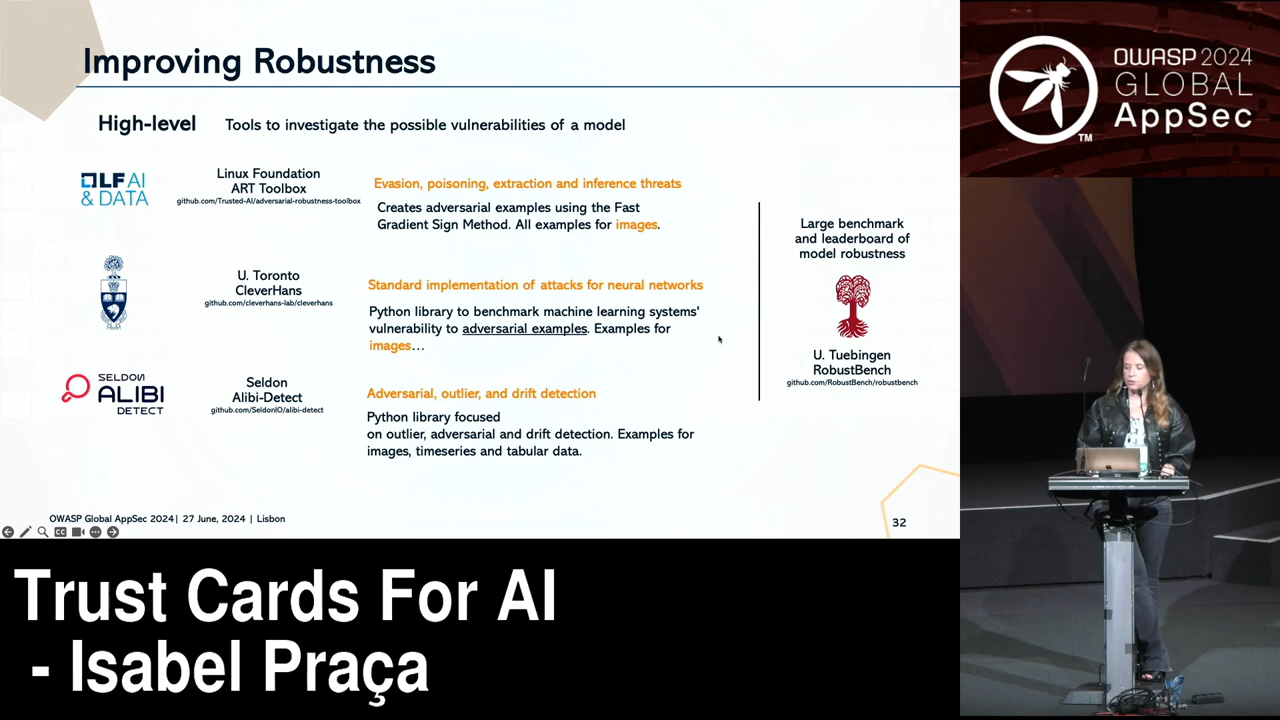 Improving Robustness
High-level
Tools to investigate the possible vulnerabilities of a model
LF AI
& DATA
Linux Foundation
ART Toolbox
github.com/Trusted-AI/adversarial-robustness-toolbox
Evasion, poisoning, extraction and inference threats
Creates adversarial examples using the Fast
Gradient Sign Method. All examples for images.
U. Toronto
CleverHans
github.com/cleverhans-lab/cleverhans
Standard implementation of attacks for neural networks
Python library to benchmark machine learning systems'
vulnerability to adversarial examples. Examples for
images...
SELDON
ALIBI
DETECT
Seldon
Alibi-Detect
github.com/SeldonIO/alibi-detect
Adversarial, outlier, and drift detection
Python library focused
on outlier, adversarial and drift detection. Examples for
images, timeseries and tabular data.
Large benchmark
and leaderboard of
model robustness
U. Tuebingen
RobustBench
github.com/RobustBench/robustbench
OWASP Global AppSec 2024| 27 June, 2024 | Lisbon
32
CC
OWASP 2024
GLOBAL
AppSec
TM
Trust Cards For AI
- Isabel Praça